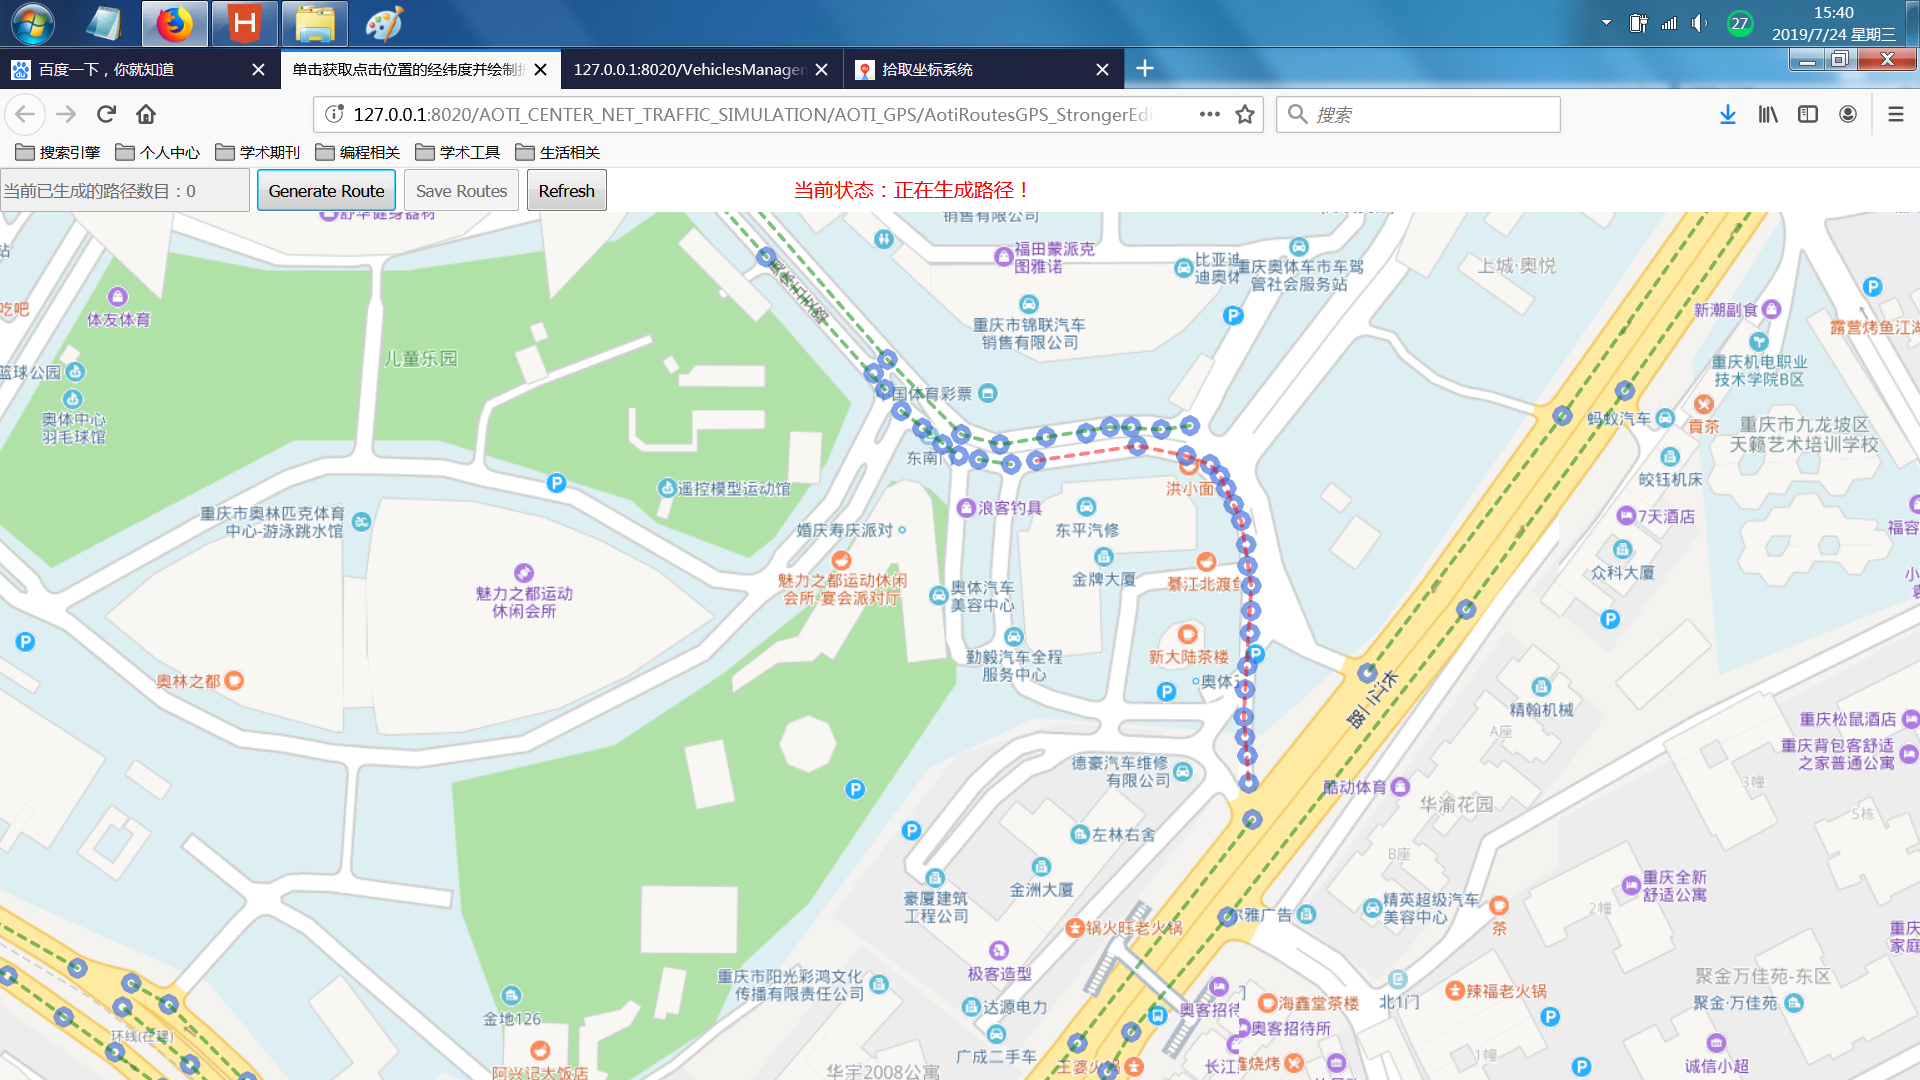 27
15:40
2019/7/24 星期三
百度一下，你就知道
单击获取点击位置的经纬度并绘制折
127.0.0.1:8020/VehiclesManager
拾取坐标系统
127.0.0.1:8020/AOTI_CENTER_NET_TRAFFIC_SIMULATION/AOTI_GPS/AotiRoutesGPS_StrongerEdi
搜索
搜索引擎
个人中心
学术期刊
编程相关
学术工具
生活相关
当前已生成的路径数目：0
Generate Route
Save Routes
Refresh
当前状态：正在生成路径！
销售有限公司
福田蒙派克
图雅诺
比亚迪
迪奥体
重庆奥体车市车驾
管社会服务站
上城·奥悦
体友体育
吃吧
重庆市锦联汽车
销售有限公司
新潮副食
露营烤鱼江湖
儿童乐园
篮球公园
重庆机电职业
技术学院B区
奥体中心
羽毛球馆
国体育彩票
蚂蚁汽车
貢茶
重庆市九龙坡区
天籁艺术培训学校
东南门
遥控模型运动馆
洪小面
皎钰机床
重庆市奥林匹克体育
中心-游泳跳水馆
浪客钓具
7天酒店
婚庆寿庆派对
东平汽修
魅力之都运动
休闲会所
魅力之都运动休闲
会所-宴会派对厅
金牌大厦
綦江北渡鱼
众科大厦
奥体汽车
美容中心
勤毅汽车全程
服务中心
新大陆茶楼
奥林之都
奥体
长江二路
精翰机械
A座
重庆松鼠酒店
重庆背包客舒适
之家普通公寓
德豪汽车维修
有限公司
酷动体育
华渝花园
3幢
5栋
左林右舍
B座
金洲大厦
豪厦建筑
工程公司
精英超级汽车
美容中心
尔雅广告
茶
重庆全新
舒适公寓
2幢
锅火旺老火锅
极客造型
重庆市阳光彩鸿文化
传播有限责任公司
达源电力
海鑫堂茶楼
北1门
辣福老火锅
聚金万佳苑-东区
聚金·万佳苑
金地126
环线(在建)
奥客招待
奥客招待所
广成二手车
王婆火锅
长江
烧烤
1幢
诚信小超
阿兴记大饭店
华宇2008公寓